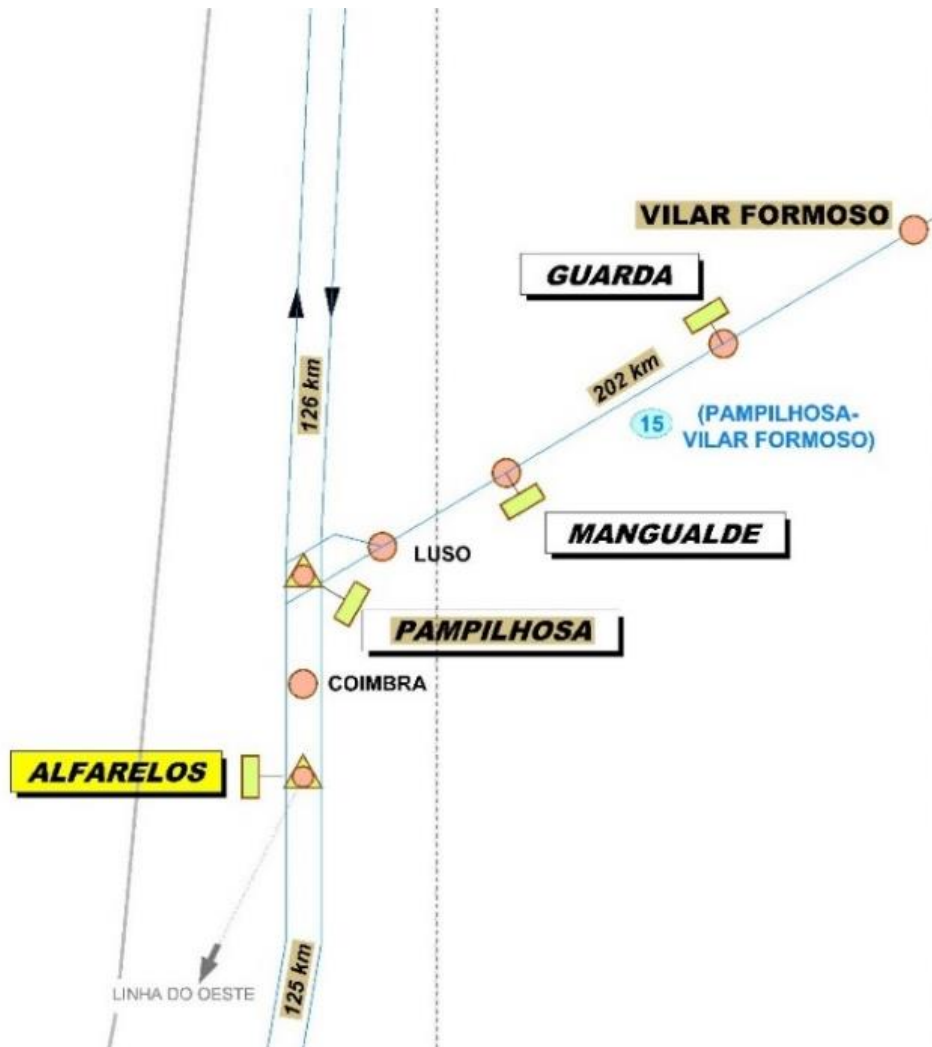 VILAR FORMOSO
GUARDA
126 km
202 km
15
(PAMPILHOSA-
VILAR FORMOSO)
MANGUALDE
LUSO
PAMPILHOSA
COIMBRA
ALFARELOS
125 km
LINHA DO OESTE